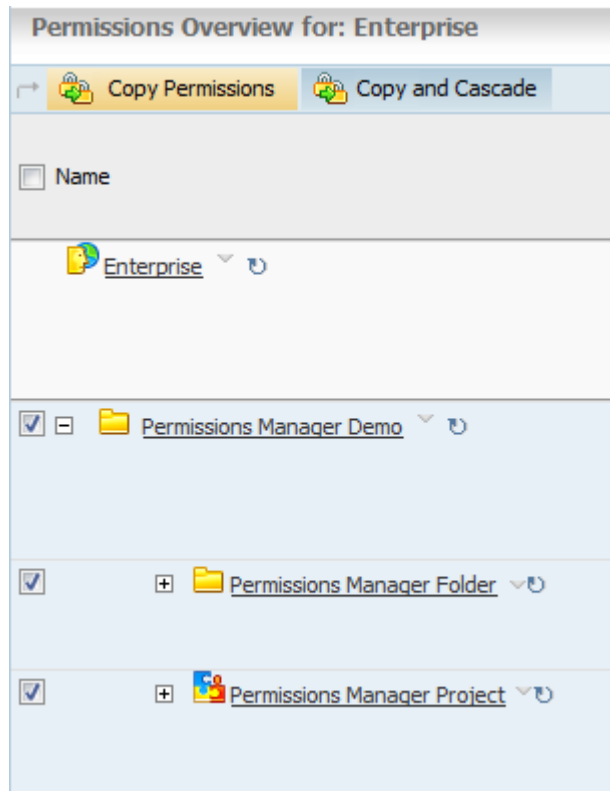 Permissions Overview for: Enterprise
Copy Permissions Copy and Cascade
Name
Enterprise
Permissions Manager Demo
Permissions Manager Folder
Permissions Manager Project